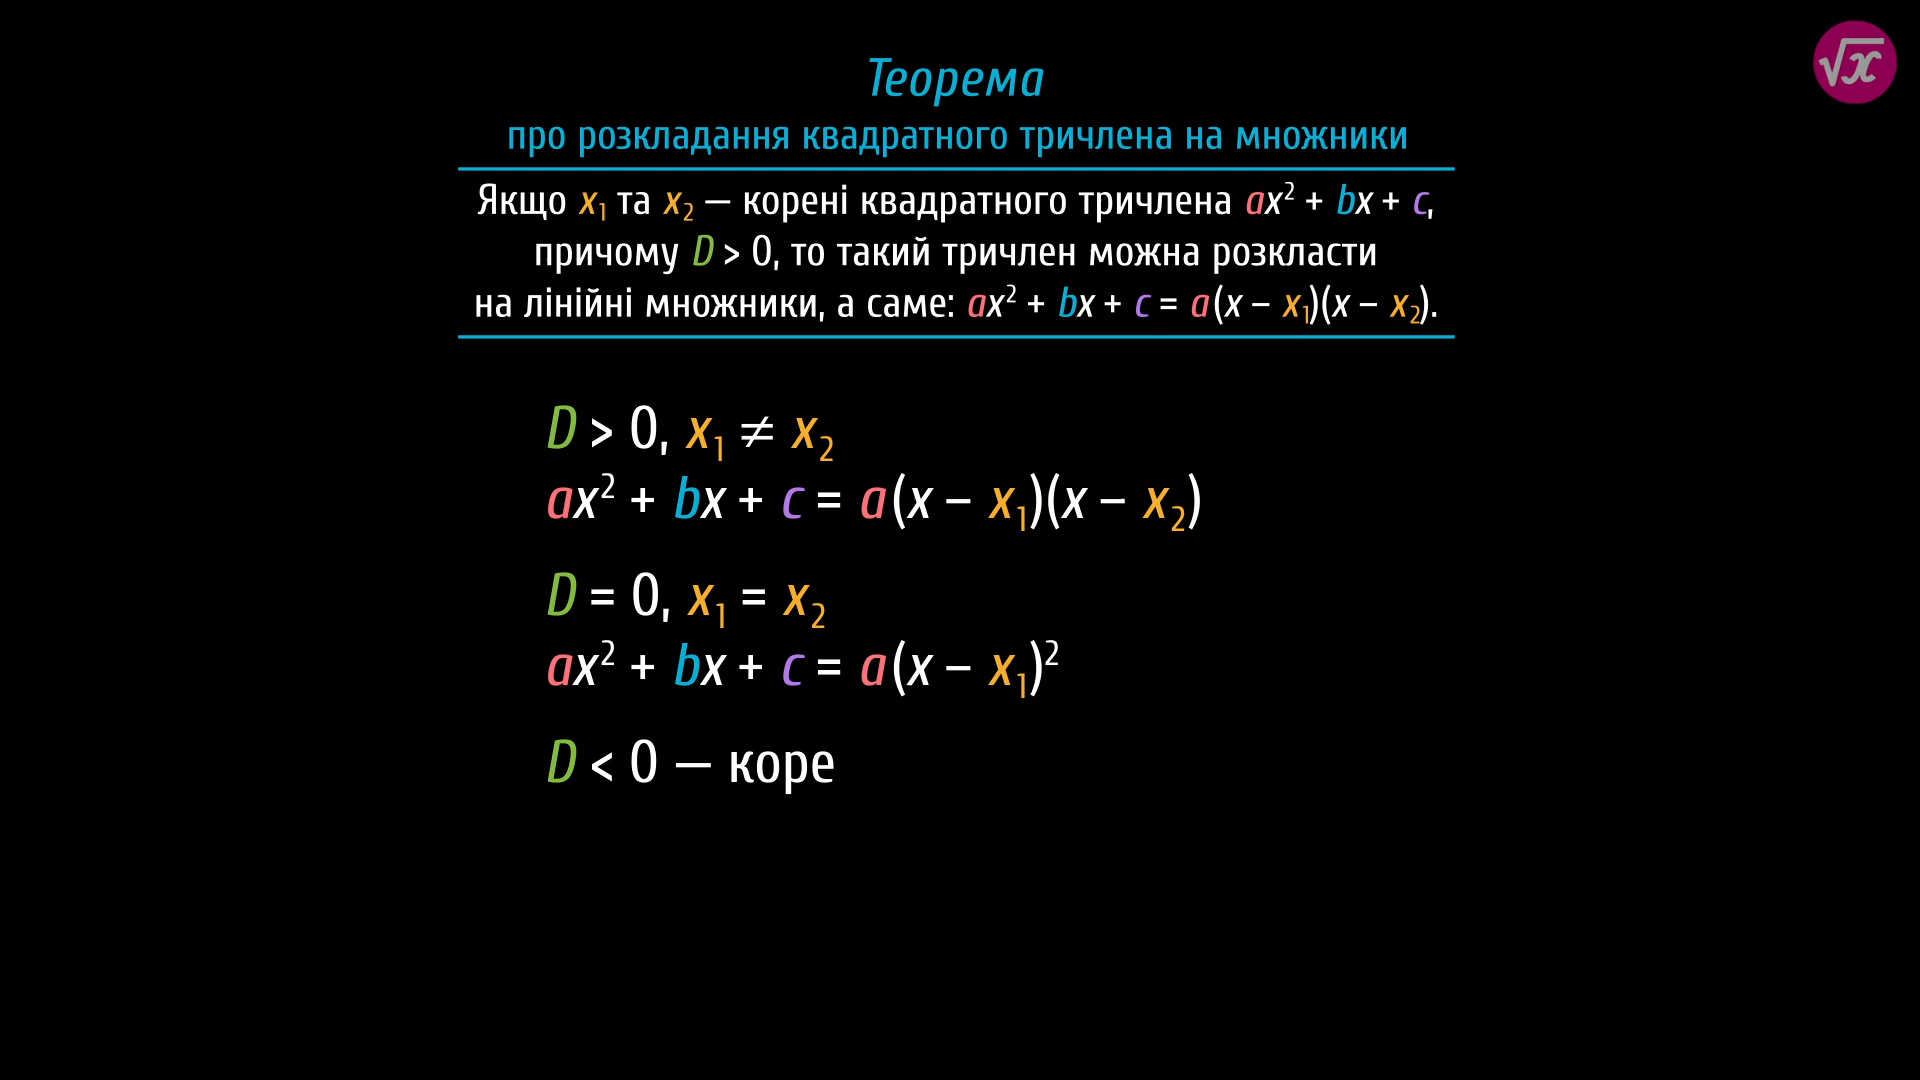 √x
Теорема
про розкладання квадратного тричлена на множники
Якщо x₁ та x₂ – корені квадратного тричлена ax² + bx + c,
причому D > 0, то такий тричлен можна розкласти
на лінійні множники, а саме: ax² + bx + c = a(x – x₁)(x – x₂).
D > 0, x₁ ≠ x₂
ax² + bx + c = a(x – x₁)(x – x₂)
D = 0, x₁ = x₂
ax² + bx + c = a(x – x₁)²
D < 0 – коре